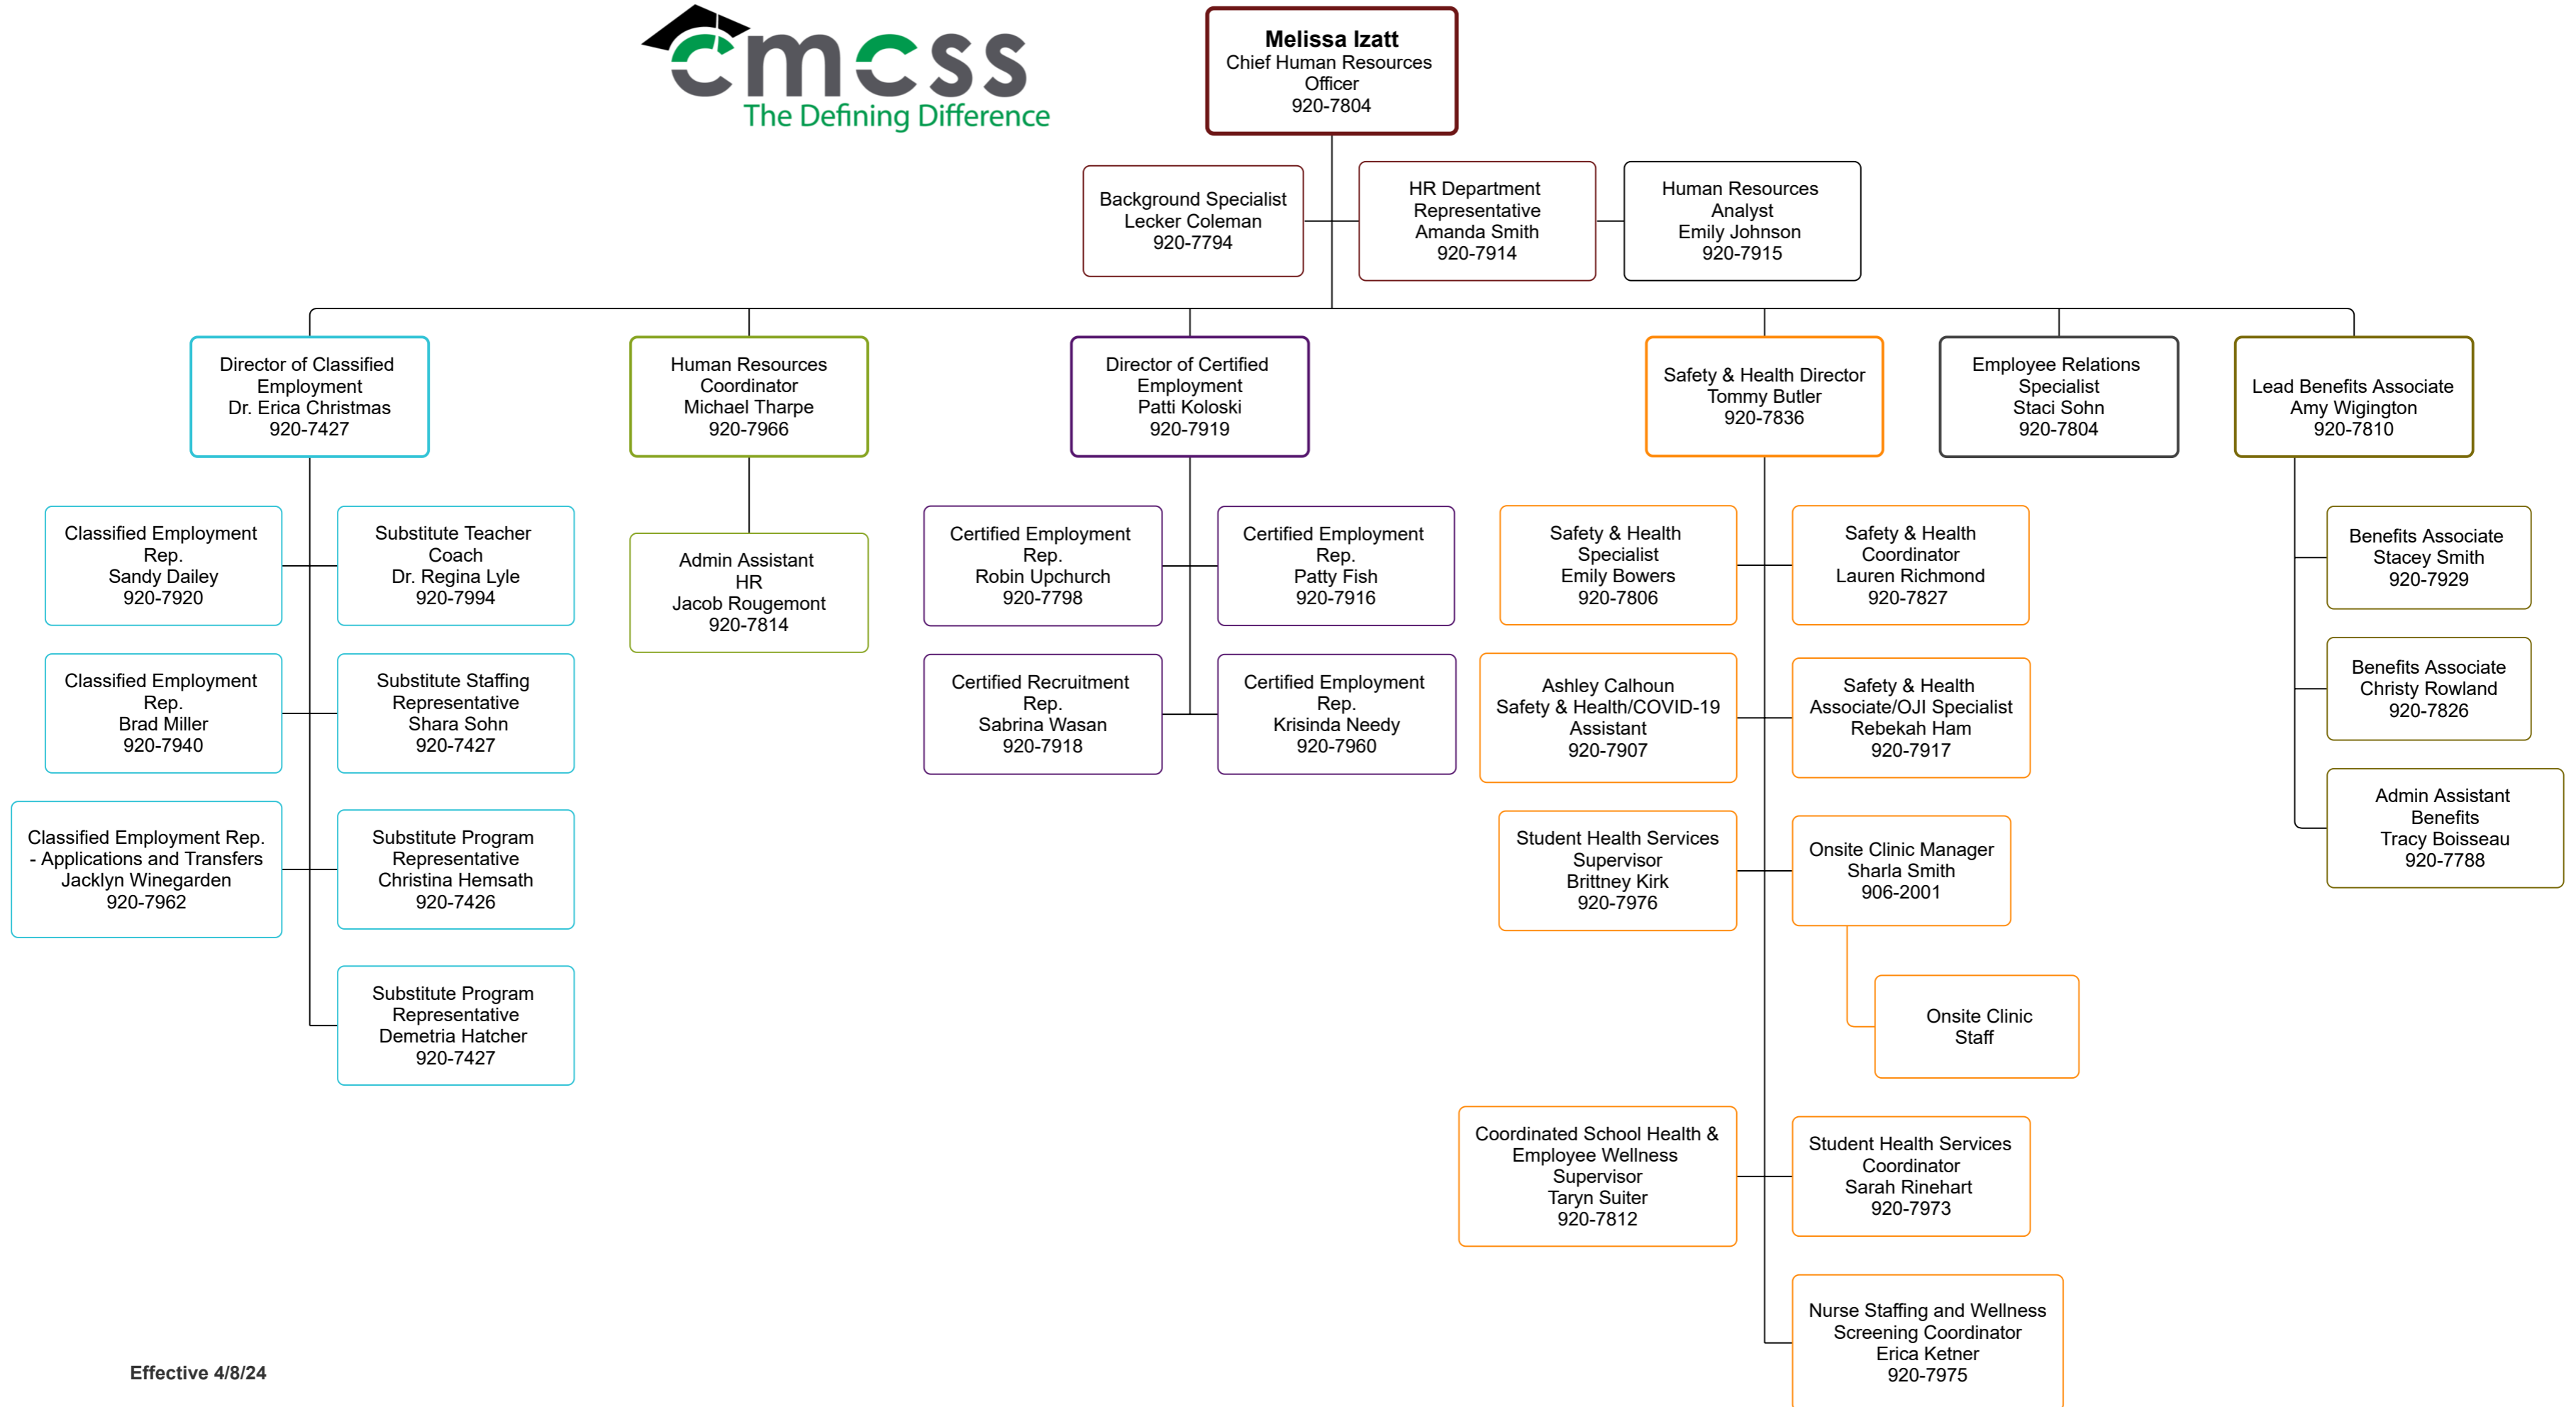 cmcss
The Defining Difference
Melissa Izatt
Chief Human Resources
Officer
920-7804
Background Specialist
Lecker Coleman
920-7794
HR Department
Representative
Amanda Smith
920-7914
Human Resources
Analyst
Emily Johnson
920-7915
Director of Classified
Employment
Dr. Erica Christmas
920-7427
Human Resources
Coordinator
Michael Tharpe
920-7966
Director of Certified
Employment
Patti Koloski
920-7919
Safety & Health Director
Tommy Butler
920-7836
Employee Relations
Specialist
Staci Sohn
920-7804
Lead Benefits Associate
Amy Wigington
920-7810
Classified Employment
Rep.
Sandy Dailey
920-7920
Substitute Teacher
Coach
Dr. Regina Lyle
920-7994
Classified Employment
Rep.
Brad Miller
920-7940
Substitute Staffing
Representative
Shara Sohn
920-7427
Classified Employment Rep.
- Applications and Transfers
Jacklyn Winegarden
920-7962
Substitute Program
Representative
Christina Hemsath
920-7426
Substitute Program
Representative
Demetria Hatcher
920-7427
Admin Assistant
HR
Jacob Rougemont
920-7814
Certified Employment
Rep.
Robin Upchurch
920-7798
Certified Employment
Rep.
Patty Fish
920-7916
Certified Recruitment
Rep.
Sabrina Wasan
920-7918
Certified Employment
Rep.
Krisinda Needy
920-7960
Safety & Health
Specialist
Emily Bowers
920-7806
Safety & Health
Coordinator
Lauren Richmond
920-7827
Ashley Calhoun
Safety & Health/COVID-19
Assistant
920-7907
Safety & Health
Associate/OJI Specialist
Rebekah Ham
920-7917
Student Health Services
Supervisor
Brittney Kirk
920-7976
Onsite Clinic Manager
Sharla Smith
906-2001
Onsite Clinic
Staff
Coordinated School Health &
Employee Wellness
Supervisor
Taryn Suiter
920-7812
Student Health Services
Coordinator
Sarah Rinehart
920-7973
Nurse Staffing and Wellness
Screening Coordinator
Erica Ketner
920-7975
Benefits Associate
Stacey Smith
920-7929
Benefits Associate
Christy Rowland
920-7826
Admin Assistant
Benefits
Tracy Boisseau
920-7788
Effective 4/8/24